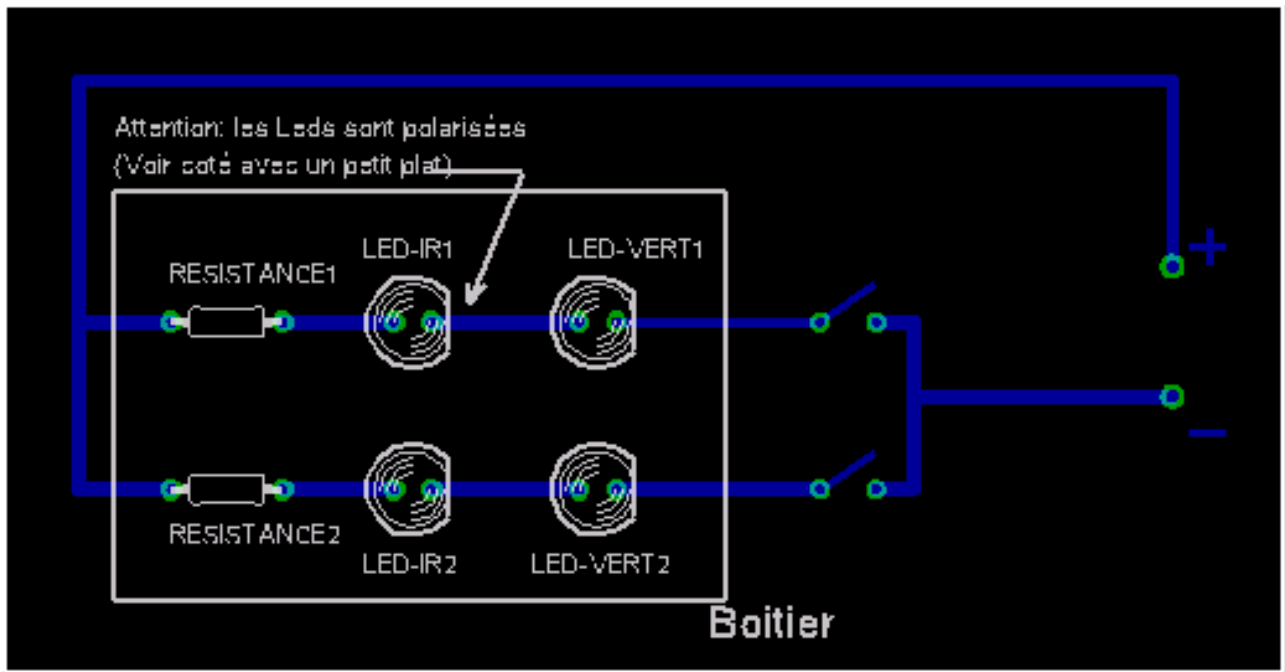 Attention: les Leds sont polarisées
(Voir coté avec un petit plat)
LED-IR1
LED-VERT1
RESISTANCE1
+
−
RESISTANCE2
LED-IR2
LED-VERT2
Boitier